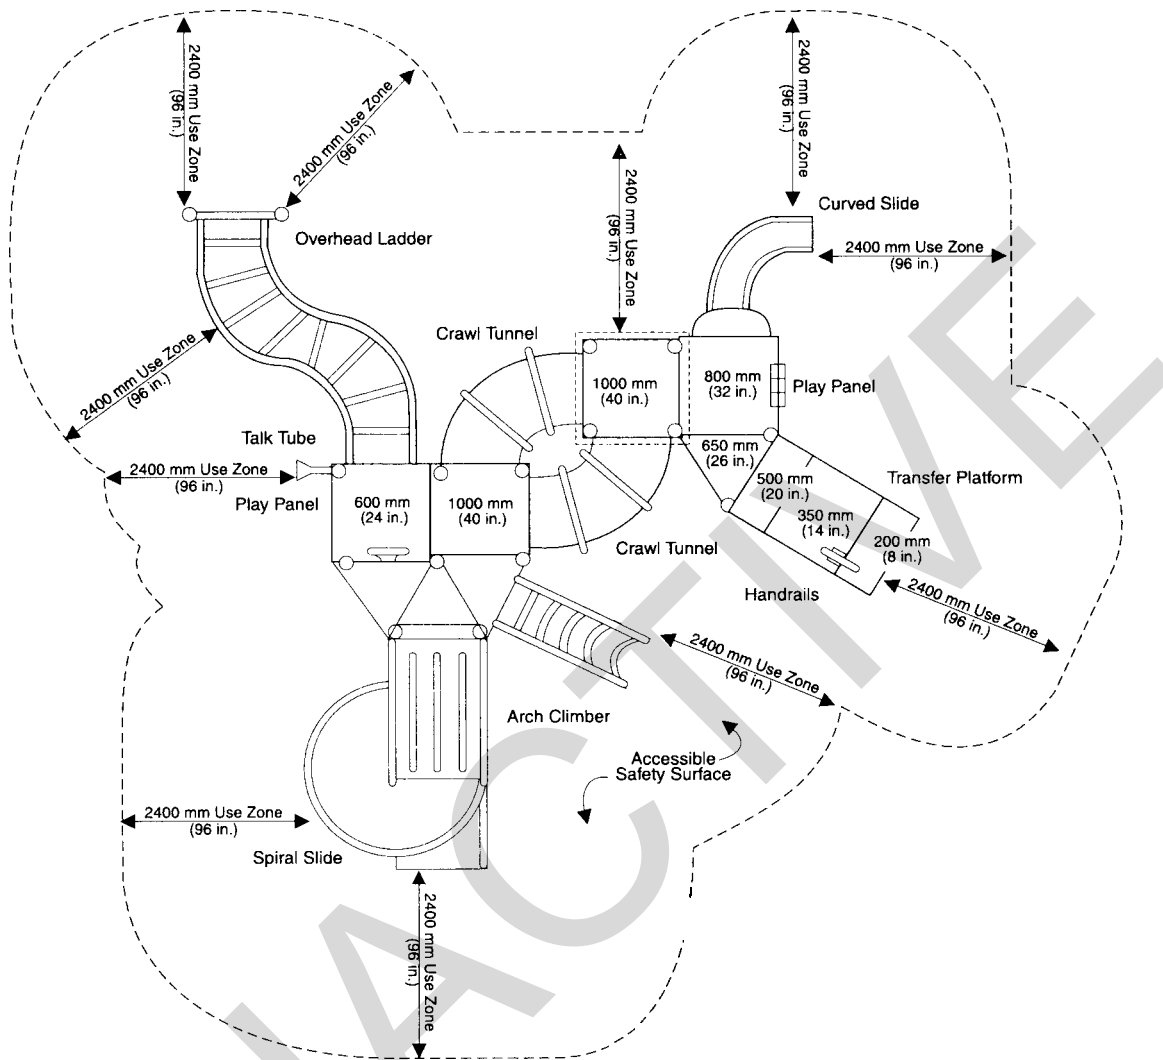 2400 mm Use Zone
(96 in.)
2400 mm Use Zone
(96 in.)
2400 mm Use Zone
(96 in.)
2400 mm Use Zone
(96 in.)
Curved Slide
Overhead Ladder
2400 mm Use Zone
(96 in.)
Crawl Tunnel
2400 mm Use Zone
(96 in.)
1000 mm
(40 in.)
800 mm
(32 in.)
Play Panel
Talk Tube
650 mm
(26 in.)
2400 mm Use Zone
(96 in.)
Play Panel
600 mm
(24 in.)
1000 mm
(40 in.)
500 mm
(20 in.)
Transfer Platform
350 mm
(14 in.)
200 mm
(8 in.)
Crawl Tunnel
Handrails
2400 mm Use Zone
(96 in.)
2400 mm Use Zone
(96 in.)
Arch Climber
Accessible
Safety Surface
2400 mm Use Zone
(96 in.)
Spiral Slide
2400 mm Use Zone
(96 in.)
ACTIVE